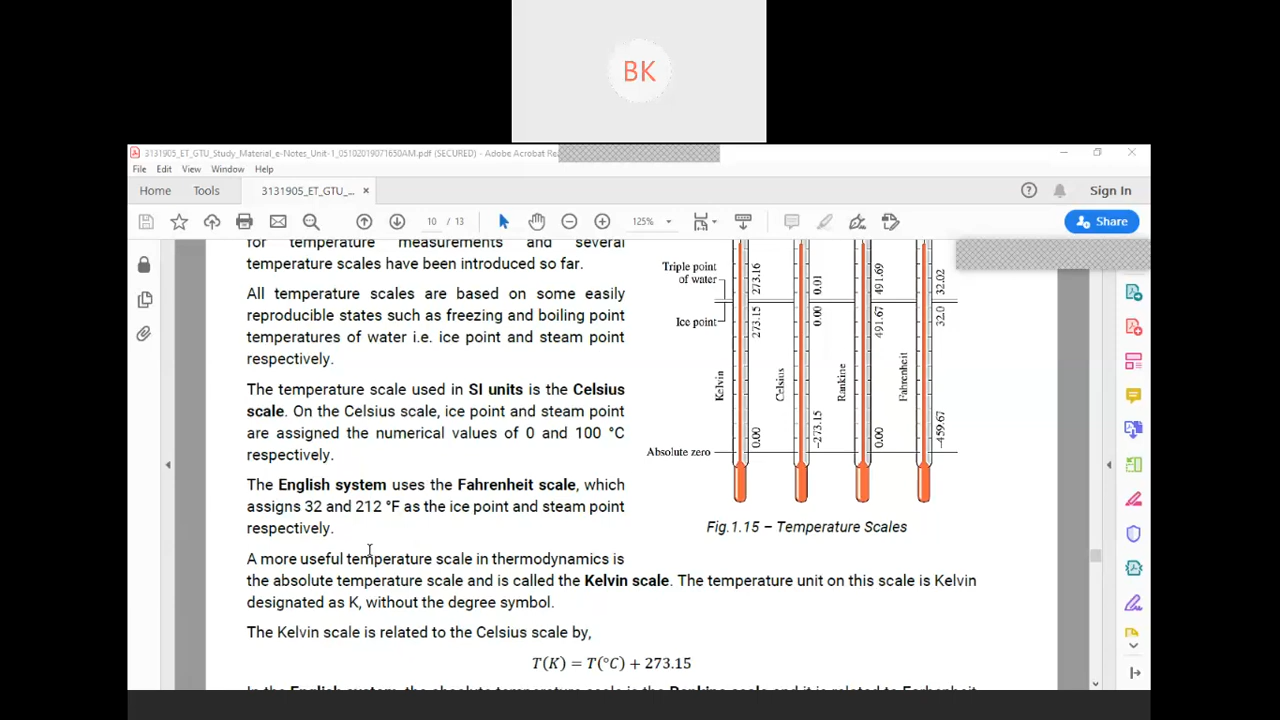 BK
3131905_ET_GTU_Study_Material_e-Notes_Unit-1_05102019071650AM.pdf (SECURED) - Adobe Acrobat Re
File Edit View Window Help
Home Tools 3131905_ET_GTU_... × Sign In
10 / 13 125% Share
for temperature measurements and several
temperature scales have been introduced so far.
All temperature scales are based on some easily
reproducible states such as freezing and boiling point
temperatures of water i.e. ice point and steam point
respectively.
The temperature scale used in SI units is the Celsius
scale. On the Celsius scale, ice point and steam point
are assigned the numerical values of 0 and 100 °C
respectively.
The English system uses the Fahrenheit scale, which
assigns 32 and 212 °F as the ice point and steam point
respectively.
Triple point
of water
273.16
0.01
491.69
32.02
Ice point
273.15
0.00
491.67
32.0
Kelvin
Celsius
Rankine
Fahrenheit
0.00
-273.15
0.00
-459.67
Absolute zero
Fig.1.15 – Temperature Scales
A more useful temperature scale in thermodynamics is
the absolute temperature scale and is called the Kelvin scale. The temperature unit on this scale is Kelvin
designated as K, without the degree symbol.
The Kelvin scale is related to the Celsius scale by,
T(K) = T(°C) + 273.15